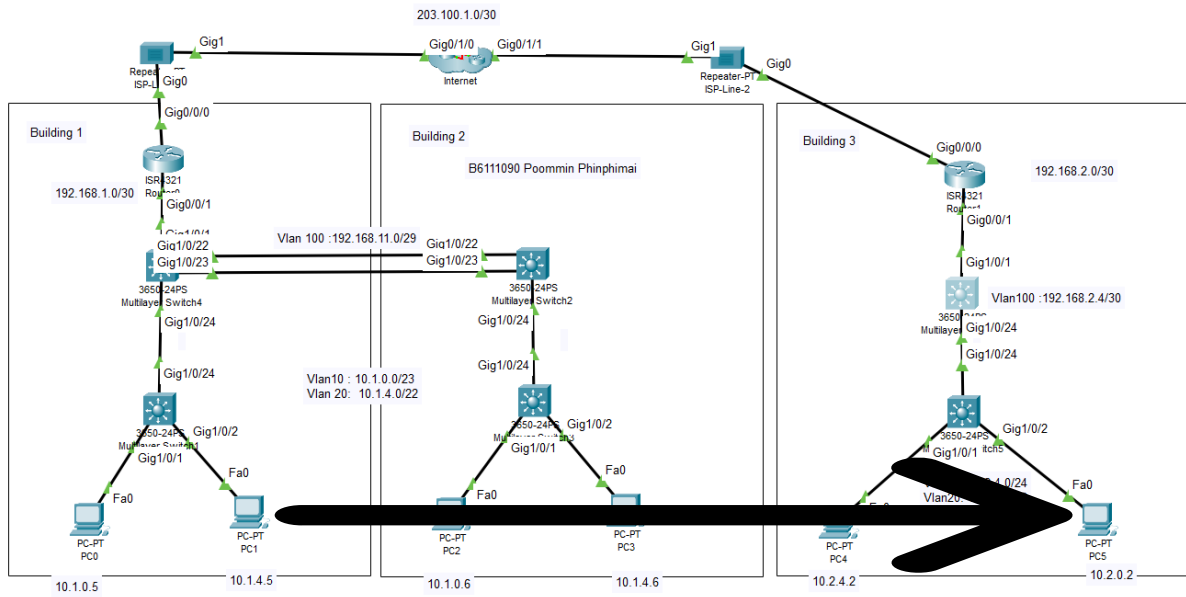 203.100.1.0/30
Gig1
Gig0/1/0
Gig0/1/1
Gig1
Internet
Repeater-PT
ISP-Line-2
ISP-L
Gig0
Gig0
Building 1
Building 2
Building 3
Gig0/0/0
Gig0/0/0
B6111090 Poommin Phinphimai
ISR4321
192.168.1.0/30
192.168.2.0/30
ISR4321
Gig0/0/1
Gig0/0/1
Vlan 100 :192.168.11.0/29
Gig1/0/22
Gig1/0/22
Gig1/0/23
Gig1/0/23
Gig1/0/1
3650-24PS
Multilayer Switch4
3650-24PS
Multilayer Switch2
Vlan100 :192.168.2.4/30
Multilayer
Gig1/0/24
Gig1/0/24
Gig1/0/24
Gig1/0/24
Gig1/0/24
Gig1/0/24
Vlan10 : 10.1.0.0/23
Vlan 20: 10.1.4.0/22
3650-24PS
Gig1/0/2
Gig1/0/1
3650-24PS
Gig1/0/2
Gig1/0/1
3650-24PS
Gig1/0/2
Gig1/0/1
Fa0
Fa0
Fa0
Fa0
Fa0
Vlan20:
PC-PT
PC0
PC-PT
PC1
PC-PT
PC2
PC-PT
PC3
PC-PT
PC4
PC-PT
PC5
10.1.0.5
10.1.4.5
10.1.0.6
10.1.4.6
10.2.4.2
10.2.0.2